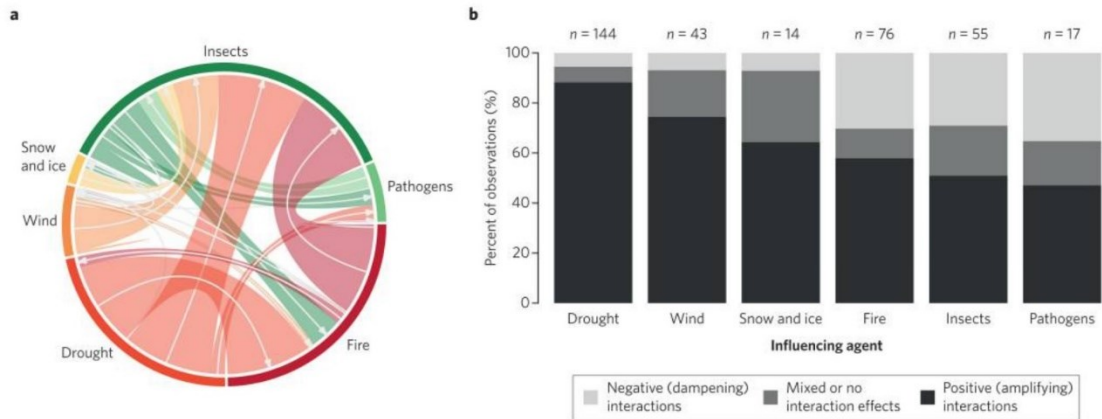 a
Insects
Snow
and ice
Wind
Drought
Pathogens
Fire
b
n = 144 n = 43 n = 14 n = 76 n = 55 n = 17
100
80
60
40
20
0
Percent of observations (%)
Drought Wind Snow and ice Fire Insects Pathogens
Influencing agent
Negative (dampening) interactions
Mixed or no interaction effects
Positive (amplifying) interactions